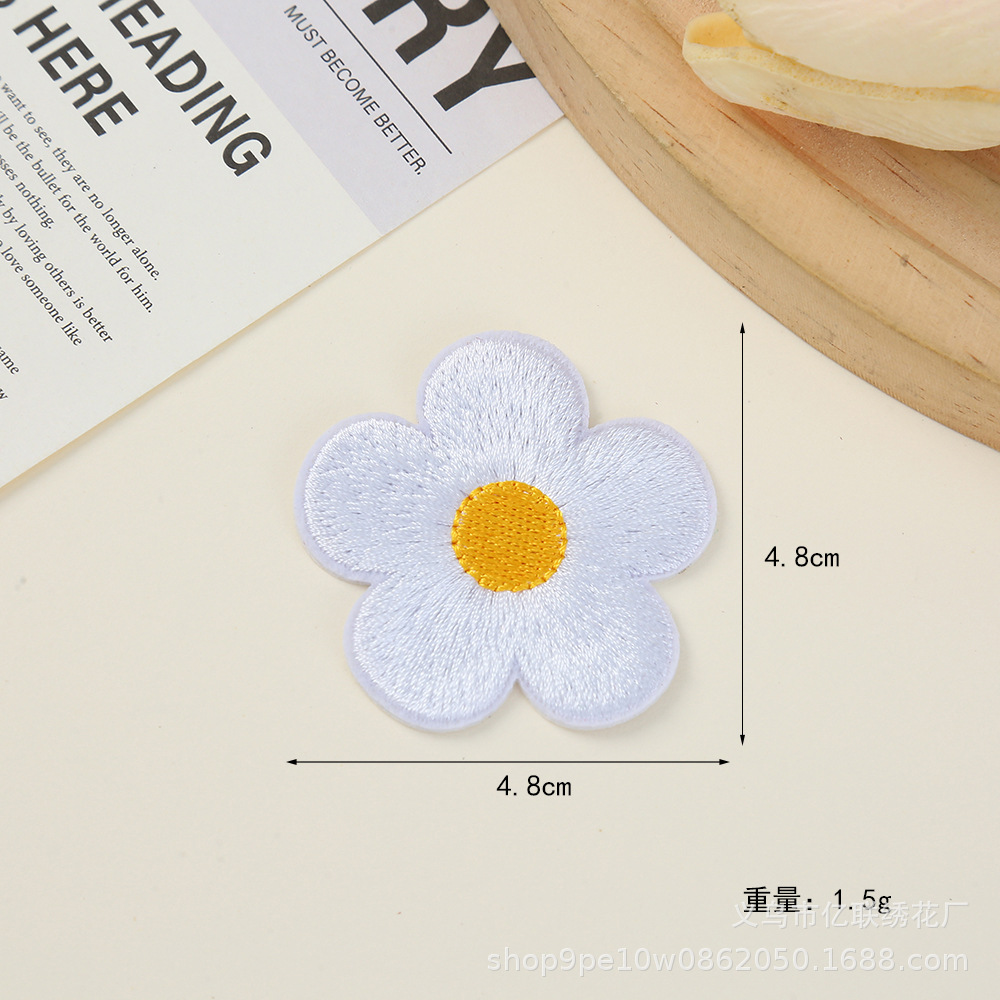 HEADING
HERE
want to see, they are no longer alone.
be the bullet for the world for him.
nothing.
by loving others is better
love someone like
RY
MUST BECOME BETTER.
4.8cm
4.8cm
重量：1.5g
义乌市亿联绣花厂
shop9pe10w0862050.1688.com